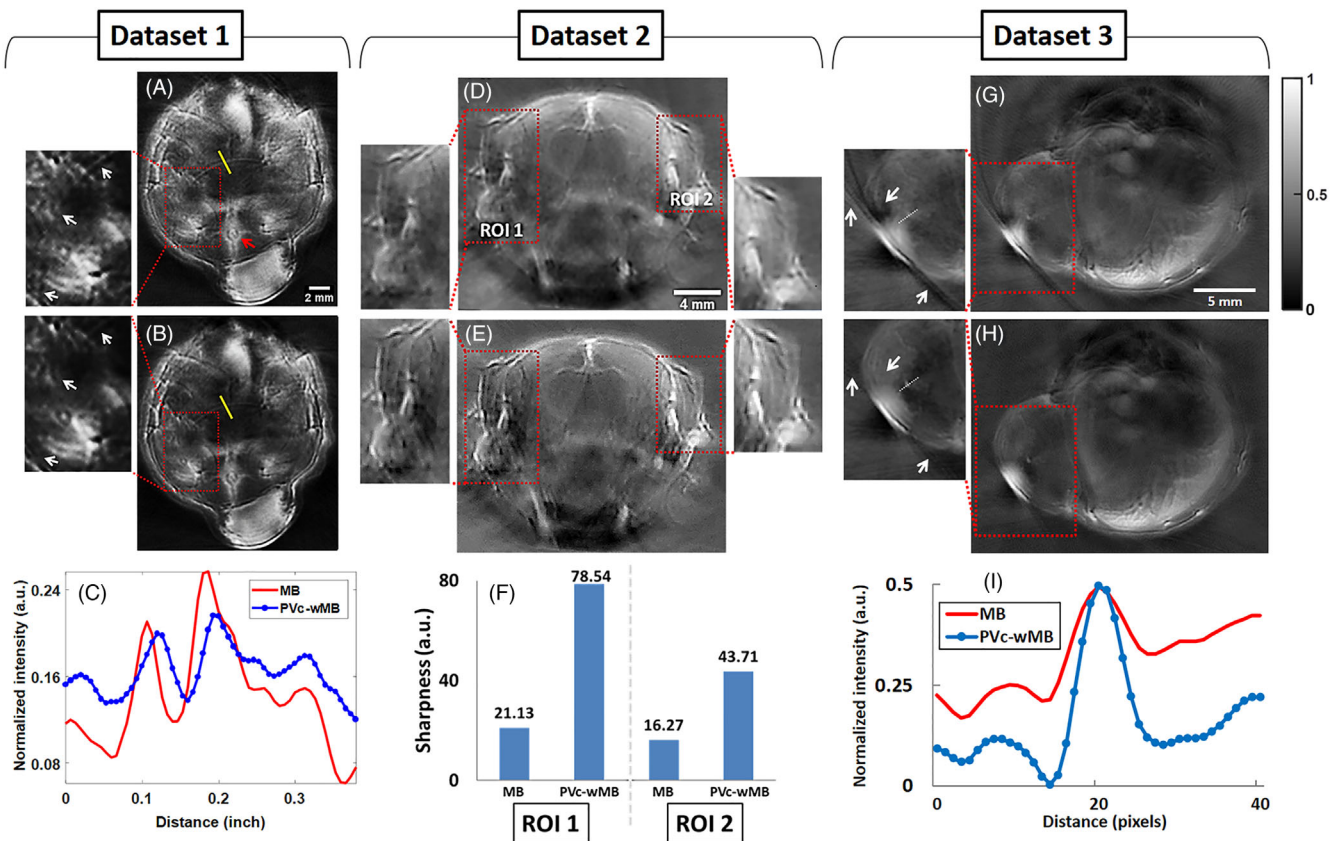 Dataset 1
Dataset 2
Dataset 3
(A)
2 mm
(B)
(D)
ROI 1
ROI 2
4 mm
(E)
(G)
5 mm
(H)
1
0.5
0
(C)
MB
PVc-wMB
Normalized intensity (a.u.)
0.24
0.16
0.08
0
0.1
0.2
0.3
Distance (inch)
(F)
Sharpness (a.u.)
80
40
0
21.13
78.54
16.27
43.71
MB
PVc-wMB
MB
PVc-wMB
ROI 1
ROI 2
(I)
MB
PVc-wMB
Normalized intensity (a.u.)
0.5
0.25
0
0
20
40
Distance (pixels)